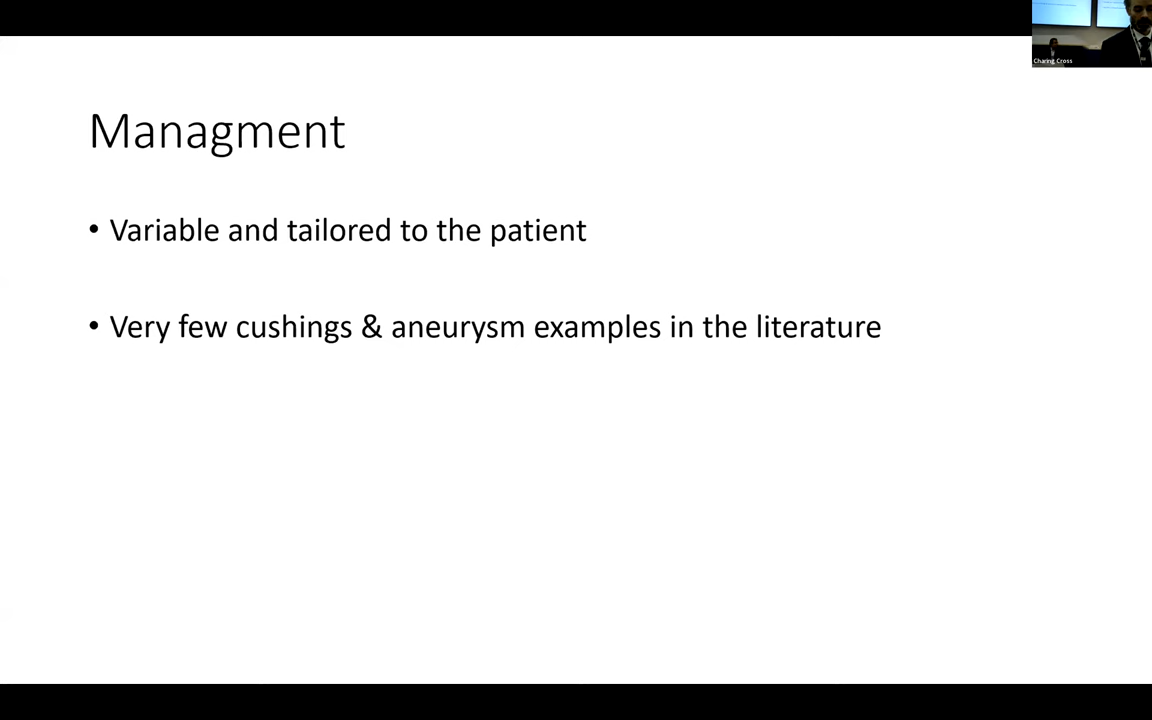 Charing Cross
Managment
• Variable and tailored to the patient
• Very few cushings & aneurysm examples in the literature